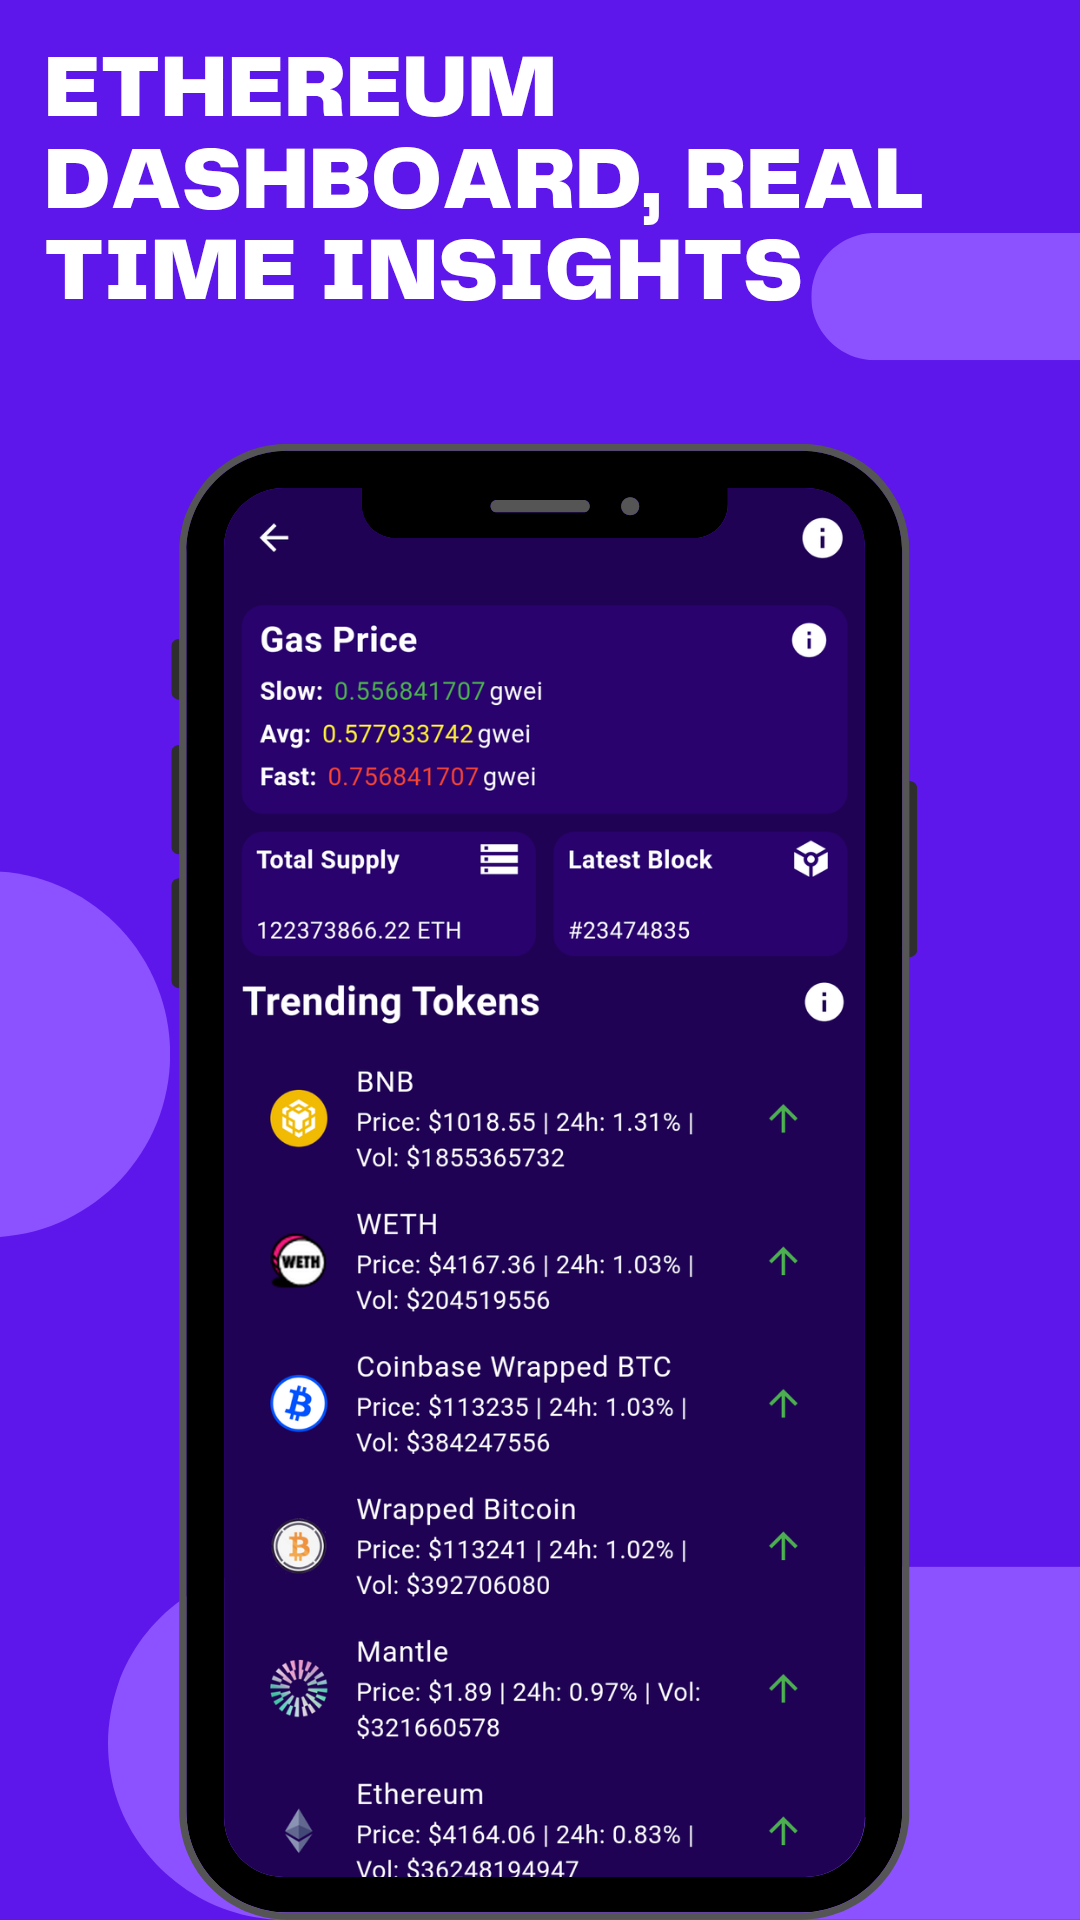 ETHEREUM
DASHBOARD, REAL
TIME INSIGHTS
Gas Price
Slow: 0.556841707 gwei
Avg: 0.577933742 gwei
Fast: 0.756841707 gwei
Total Supply
122373866.22 ETH
Latest Block
#23474835
Trending Tokens
BNB
Price: $1018.55 | 24h: 1.31% |
Vol: $1855365732
WETH
WETH
Price: $4167.36 | 24h: 1.03% |
Vol: $204519556
Coinbase Wrapped BTC
Price: $113235 | 24h: 1.03% |
Vol: $384247556
Wrapped Bitcoin
Price: $113241 | 24h: 1.02% |
Vol: $392706080
Mantle
Price: $1.89 | 24h: 0.97% | Vol:
$321660578
Ethereum
Price: $4164.06 | 24h: 0.83% |
Vol: $36248194947